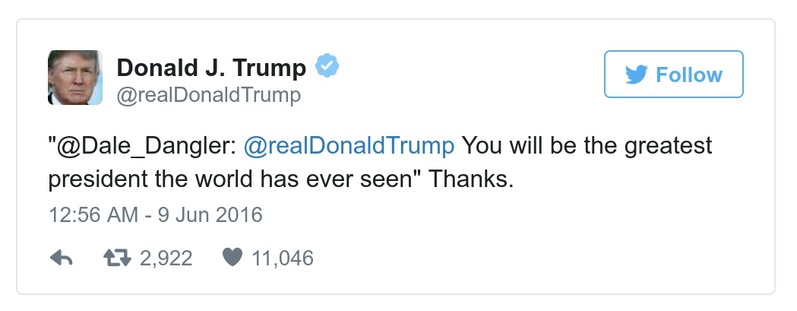 Donald J. Trump
@realDonaldTrump
Follow
"@Dale_Dangler: @realDonaldTrump You will be the greatest
president the world has ever seen" Thanks.
12:56 AM - 9 Jun 2016
2,922 11,046